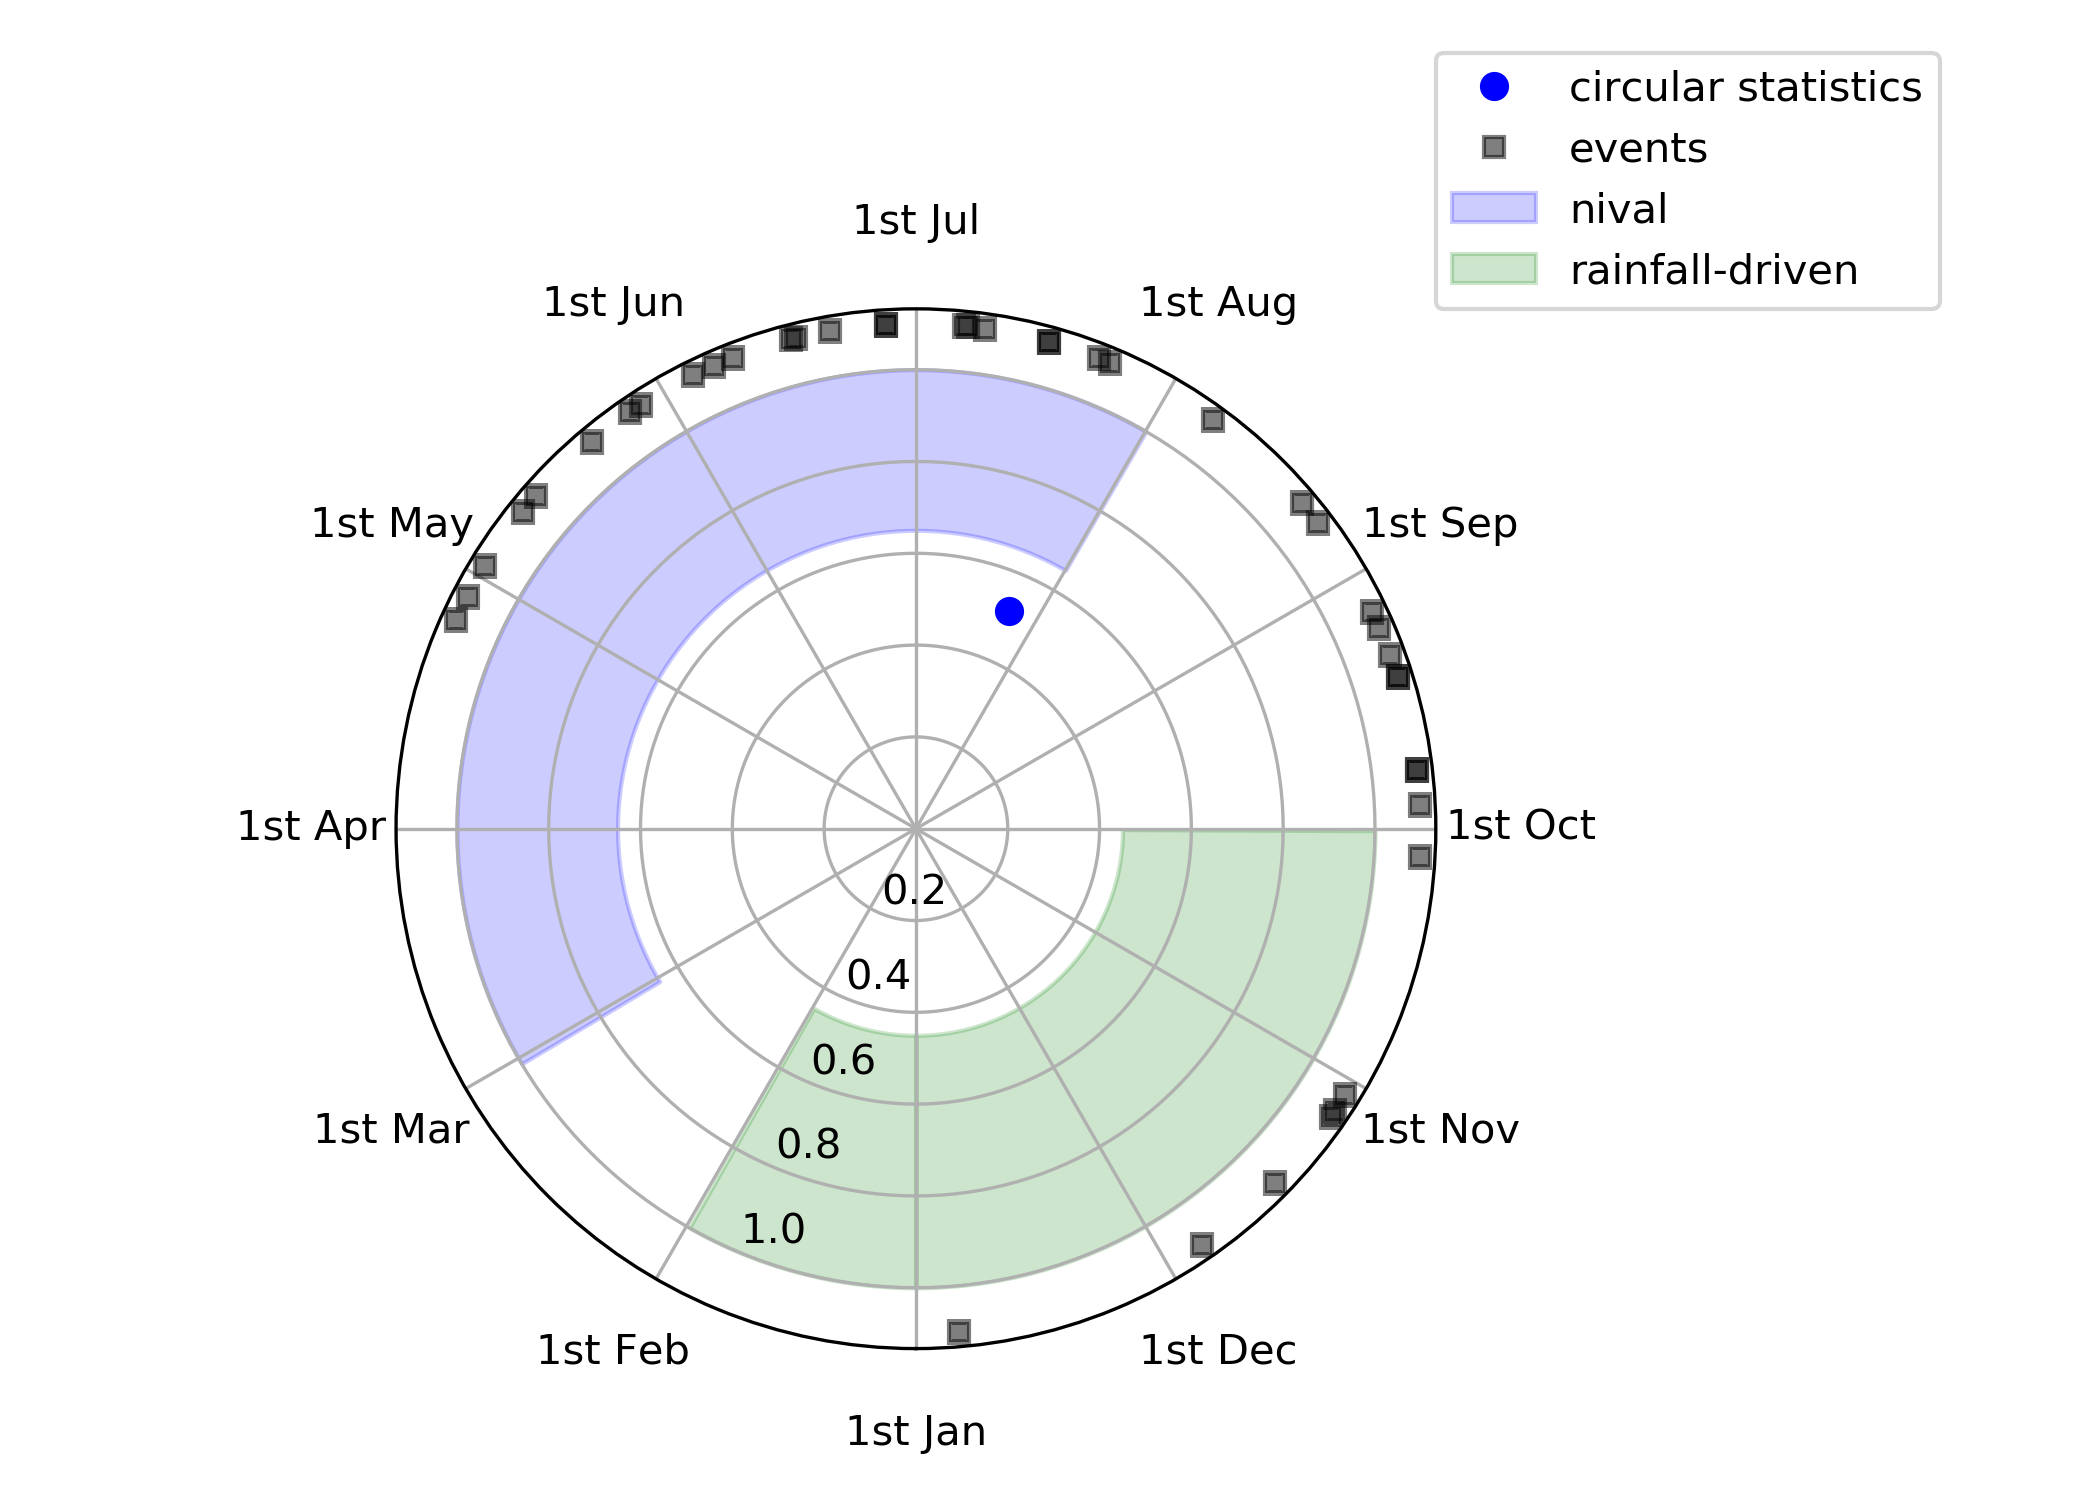 circular statistics
events
nival
rainfall-driven
1st Jul
1st Jun
1st Aug
1st May
1st Sep
1st Apr
1st Oct
0.2
0.4
0.6
0.8
1.0
1st Mar
1st Nov
1st Feb
1st Dec
1st Jan